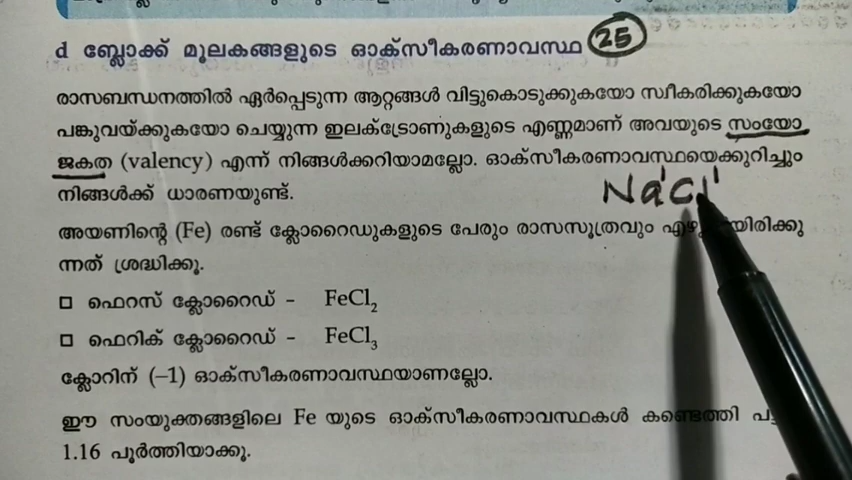 d ബ്ലോക്ക് മൂലകങ്ങളുടെ ഓക്സീകരണാവസ്ഥ 25
രാസബന്ധനത്തിൽ ഏർപ്പെടുന്ന ആറ്റങ്ങൾ വിട്ടുകൊടുക്കുകയോ സ്വീകരിക്കുകയോ
പങ്കുവയ്ക്കുകയോ ചെയ്യുന്ന ഇലക്ട്രോണുകളുടെ എണ്ണമാണ് അവയുടെ സംയോ
ജകത (valency) എന്ന് നിങ്ങൾക്കറിയാമല്ലോ. ഓക്സീകരണാവസ്ഥയെക്കുറിച്ചും
നിങ്ങൾക്ക് ധാരണയുണ്ട്.
Na¹Cl¹
അയണിന്റെ (Fe) രണ്ട് ക്ലോറൈഡുകളുടെ പേരും രാസസൂത്രവും
ന്നത് ശ്രദ്ധിക്കൂ.
□ ഫെറസ് ക്ലോറൈഡ് – FeCl₂
□ ഫെറിക് ക്ലോറൈഡ് – FeCl₃
ക്ലോറിന് (–1) ഓക്സീകരണാവസ്ഥയാണല്ലോ.
ഈ സംയുക്തങ്ങളിലെ Fe യുടെ ഓക്സീകരണാവസ്ഥകൾ കണ്ടെത്തി
1.16 പൂർത്തിയാക്കൂ.